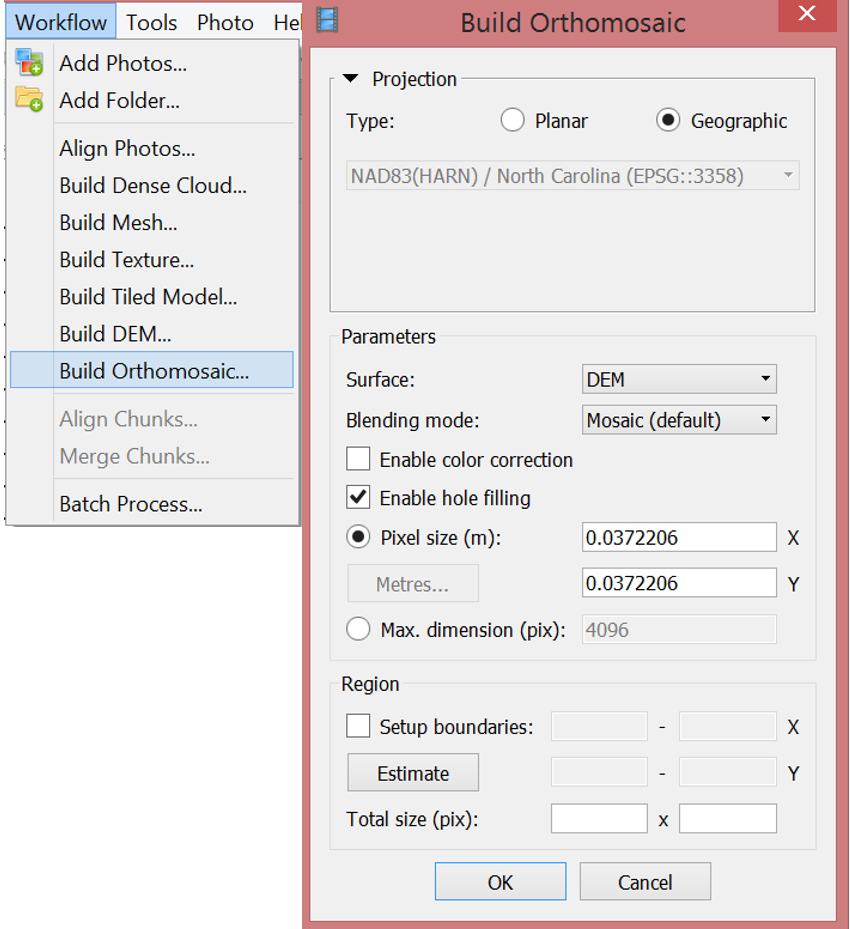 Workflow Tools Photo Hel
Add Photos...
Add Folder...
Align Photos...
Build Dense Cloud...
Build Mesh...
Build Texture...
Build Tiled Model...
Build DEM...
Build Orthomosaic...
Align Chunks...
Merge Chunks...
Batch Process...
Build Orthomosaic
Projection
Type: Planar Geographic
NAD83(HARN) / North Carolina (EPSG::3358)
Parameters
Surface: DEM
Blending mode: Mosaic (default)
Enable color correction
Enable hole filling
Pixel size (m): 0.0372206 X
Metres... 0.0372206 Y
Max. dimension (pix): 4096
Region
Setup boundaries: - X
Estimate - Y
Total size (pix): x
OK Cancel